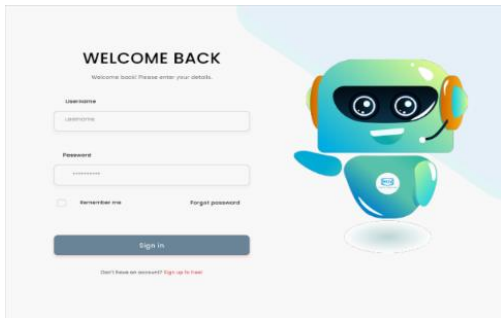 WELCOME BACK
Welcome back! Please enter your details.
Username
username
Password
**********
Remember me
Forgot password
Sign in
Don't have an account? Sign up fo free!